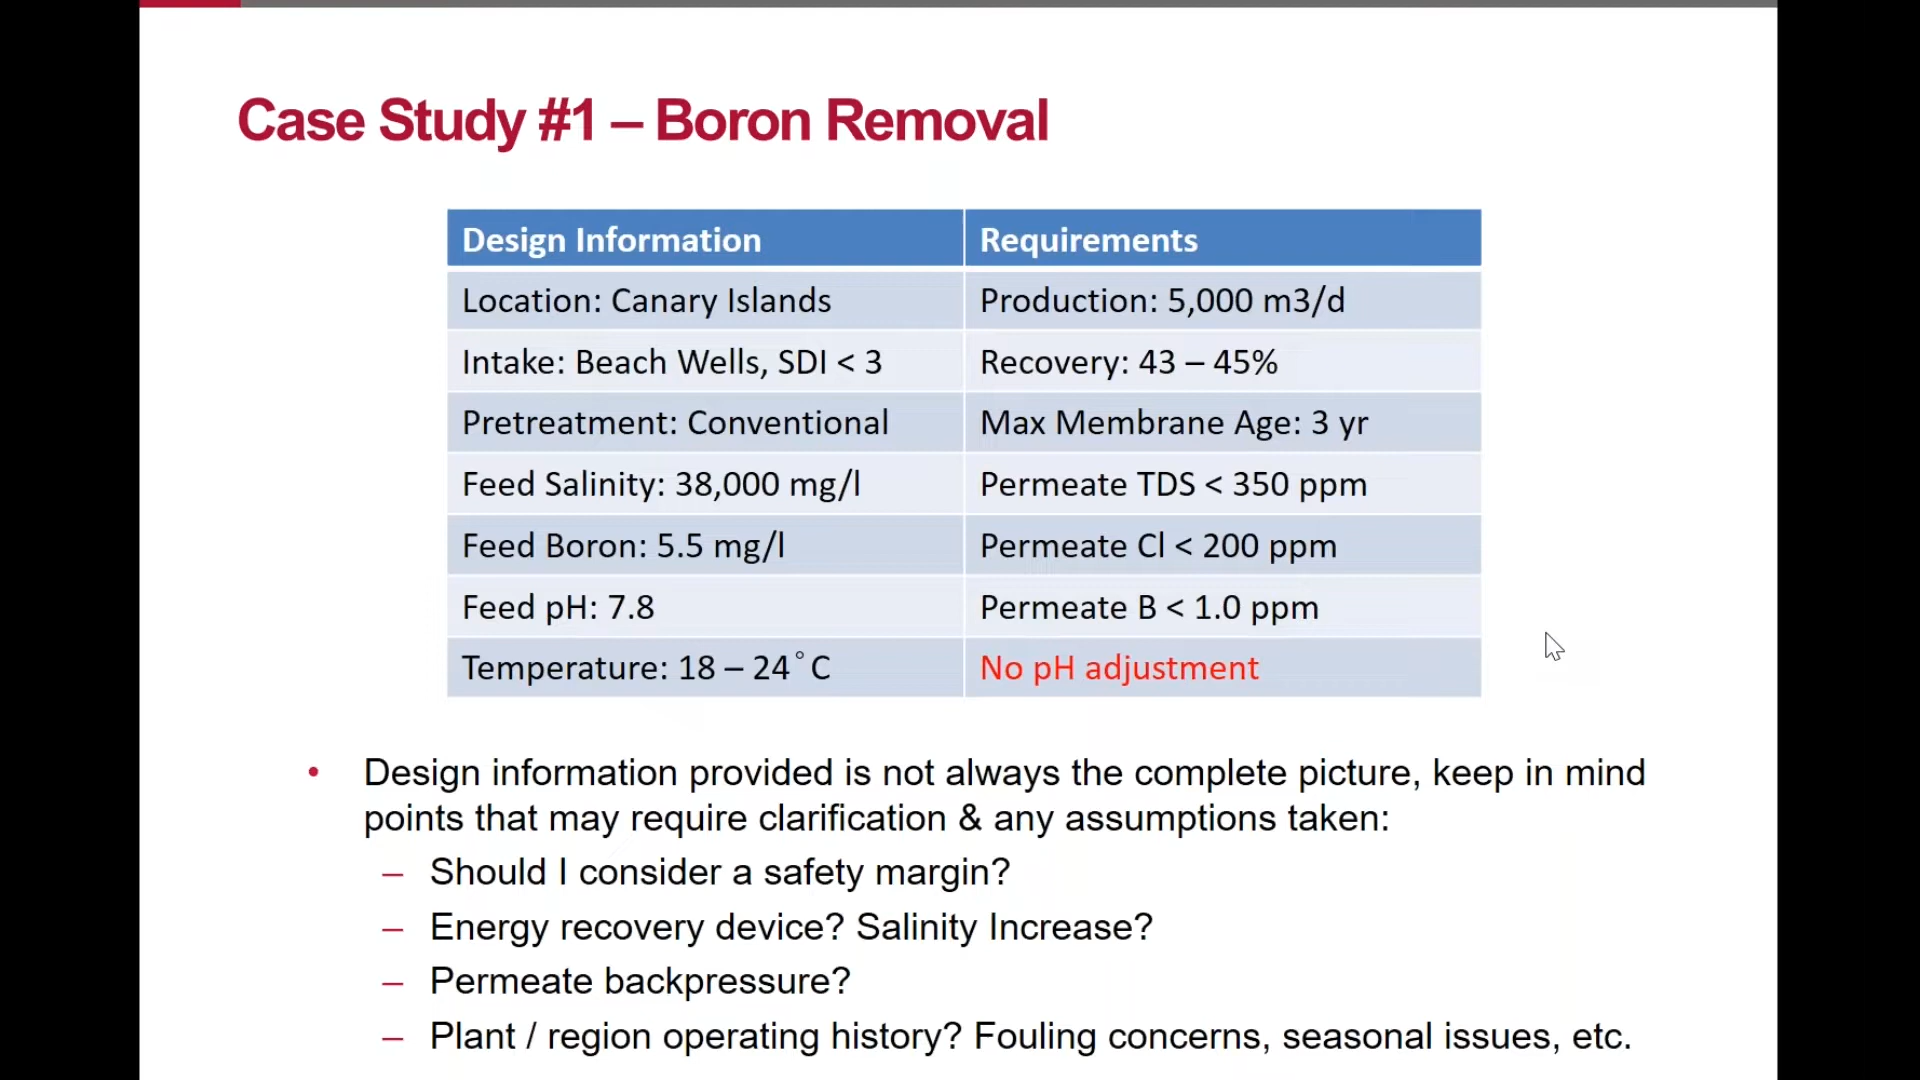 Case Study #1 – Boron Removal
Design Information
Requirements
Location: Canary Islands
Production: 5,000 m3/d
Intake: Beach Wells, SDI < 3
Recovery: 43 – 45%
Pretreatment: Conventional
Max Membrane Age: 3 yr
Feed Salinity: 38,000 mg/l
Permeate TDS < 350 ppm
Feed Boron: 5.5 mg/l
Permeate Cl < 200 ppm
Feed pH: 7.8
Permeate B < 1.0 ppm
Temperature: 18 – 24˚C
No pH adjustment
• Design information provided is not always the complete picture, keep in mind
points that may require clarification & any assumptions taken:
– Should I consider a safety margin?
– Energy recovery device? Salinity Increase?
– Permeate backpressure?
– Plant / region operating history? Fouling concerns, seasonal issues, etc.